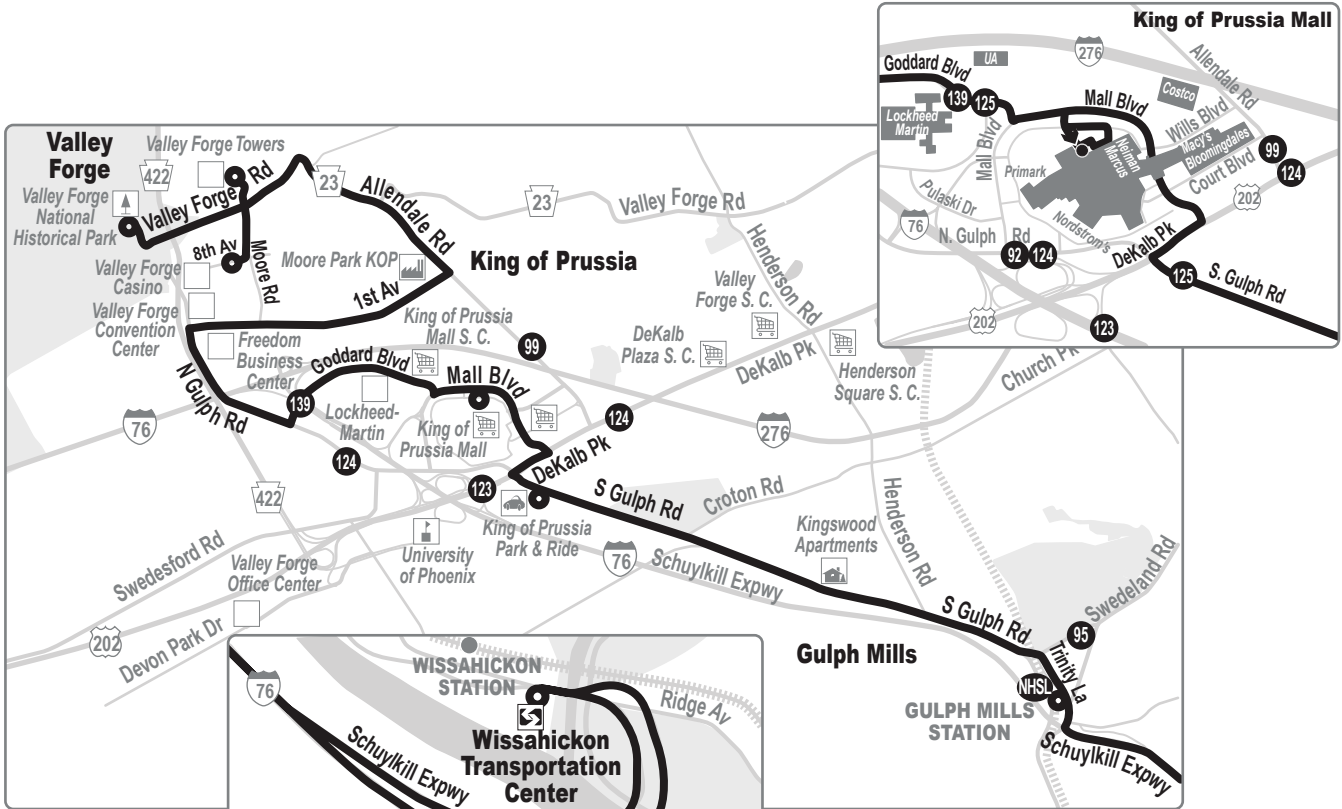 King of Prussia Mall
276
Allendale Rd
Goddard Blvd
UA
139
125
Mall Blvd
Costco
Lockheed
Martin
Mall Blvd
Wills Blvd
Neiman
Marcus
Macy's
Bloomingdales
Primark
Court Blvd
99
124
Pulaski Dr
202
76
Nordstrom's
N. Gulph Rd
92
124
DeKalb Pk
125
S. Gulph Rd
202
123
Valley
Forge
Valley Forge Towers
422
Valley Forge Rd
23
Allendale Rd
23
Valley Forge Rd
Valley Forge
National
Historical Park
8th Av
Moore Rd
Moore Park KOP
King of Prussia
Henderson Rd
Valley Forge
Casino
Valley Forge
Convention
Center
1st Av
King of Prussia
Mall S. C.
Valley
Forge S. C.
DeKalb
Plaza S. C.
DeKalb Pk
Henderson
Square S. C.
Church Pk
Freedom
Business
Center
Goddard Blvd
99
Mall Blvd
N Gulph Rd
139
Lockheed-
Martin
King of
Prussia Mall
124
276
76
124
DeKalb Pk
123
422
S Gulph Rd
Croton Rd
Henderson Rd
King of Prussia
Park & Ride
University
of Phoenix
Kingswood
Apartments
Swedesford Rd
Valley Forge
Office Center
76
Schuylkill Expwy
Swedeland Rd
S Gulph Rd
95
202
Devon Park Dr
Gulph Mills
Trinity La
NHSL
GULPH MILLS
STATION
Schuylkill Expwy
WISSAHICKON
STATION
76
Ridge Av
Schuylkill Expwy
Wissahickon
Transportation
Center